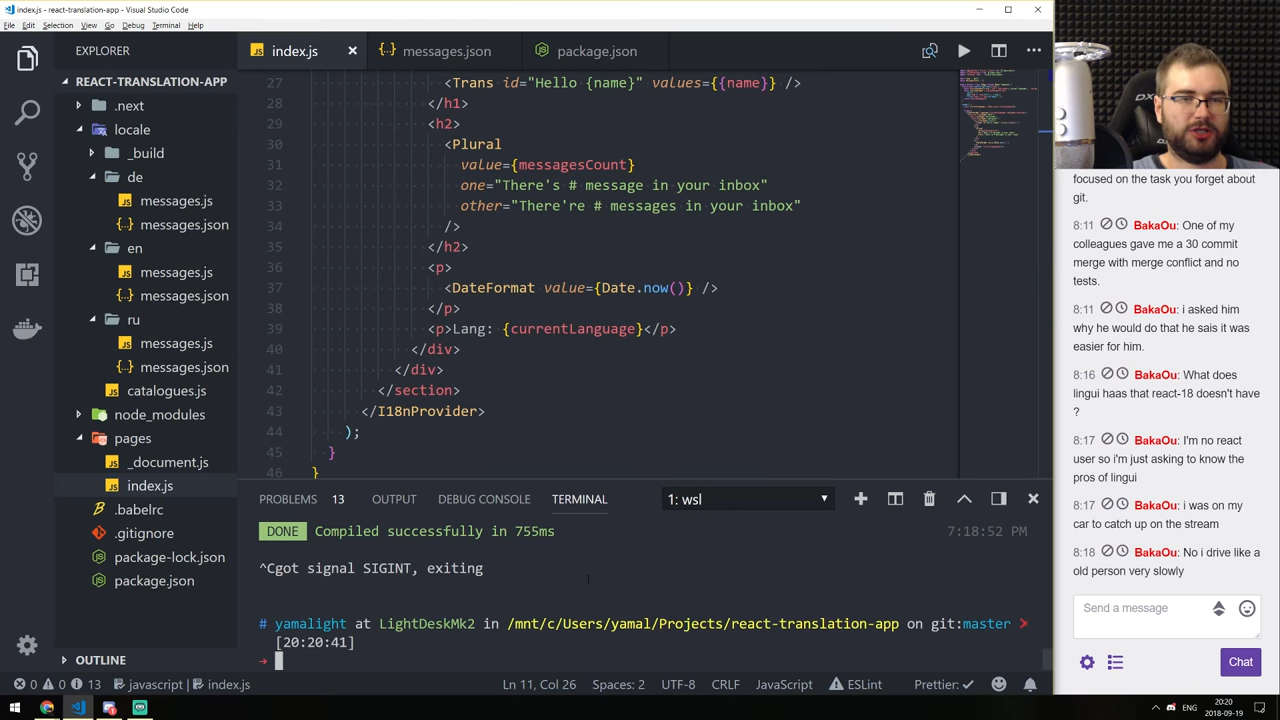 index.js - react-translation-app - Visual Studio Code
File Edit Selection View Go Debug Terminal Help
EXPLORER
REACT-TRANSLATION-APP
.next
locale
_build
de
messages.js
messages.json
en
messages.js
messages.json
ru
messages.js
messages.json
catalogues.js
node_modules
pages
_document.js
index.js
.babelrc
.gitignore
package-lock.json
package.json
OUTLINE
index.js
messages.json
package.json
27 <Trans id="Hello {name}" values={{name}} />
28 </h1>
29 <h2>
30 <Plural
31 value={messagesCount}
32 one="There's # message in your inbox"
33 other="There're # messages in your inbox"
34 />
35 </h2>
36 <p>
37 <DateFormat value={Date.now()} />
38 </p>
39 <p>Lang: {currentLanguage}</p>
40 </div>
41 </div>
42 </section>
43 </I18nProvider>
44 );
45 }
46 }
PROBLEMS 13 OUTPUT DEBUG CONSOLE TERMINAL 1: wsl
DONE Compiled successfully in 755ms 7:18:52 PM
^Cgot signal SIGINT, exiting
# yamalight at LightDeskMk2 in /mnt/c/Users/yamal/Projects/react-translation-app on git:master ✗
[20:20:41]
→
0 0 13 javascript index.js Ln 11, Col 26 Spaces: 2 UTF-8 CRLF JavaScript ESLint Prettier: ✓
focused on the task you forget about
git.
8:11 BakaOu: One of my
colleagues gave me a 30 commit
merge with merge conflict and no
tests.
8:11 BakaOu: i asked him
why he would do that he sais it was
easier for him.
8:16 BakaOu: What does
lingui haas that react-18 doesn't have
?
8:17 BakaOu: I'm no react
user so i'm just asking to know the
pros of lingui
8:17 BakaOu: i was on my
car to catch up on the stream
8:18 BakaOu: No i drive like a
old person very slowly
Send a message
Chat
ENG
20:20
2018-09-19